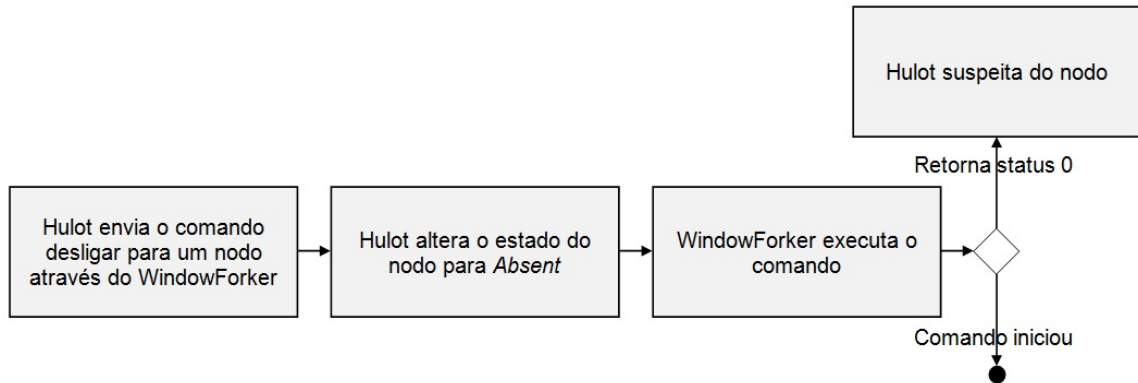 Hulot suspeita do nodo
Retorna status 0
Hulot envia o comando
desligar para um nodo
através do WindowForker
Hulot altera o estado do
nodo para Absent
WindowForker executa o
comando
Comando iniciou